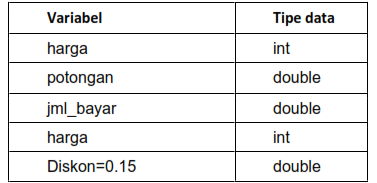 Variabel Tipe data
harga int
potongan double
jml_bayar double
harga int
Diskon=0.15 double